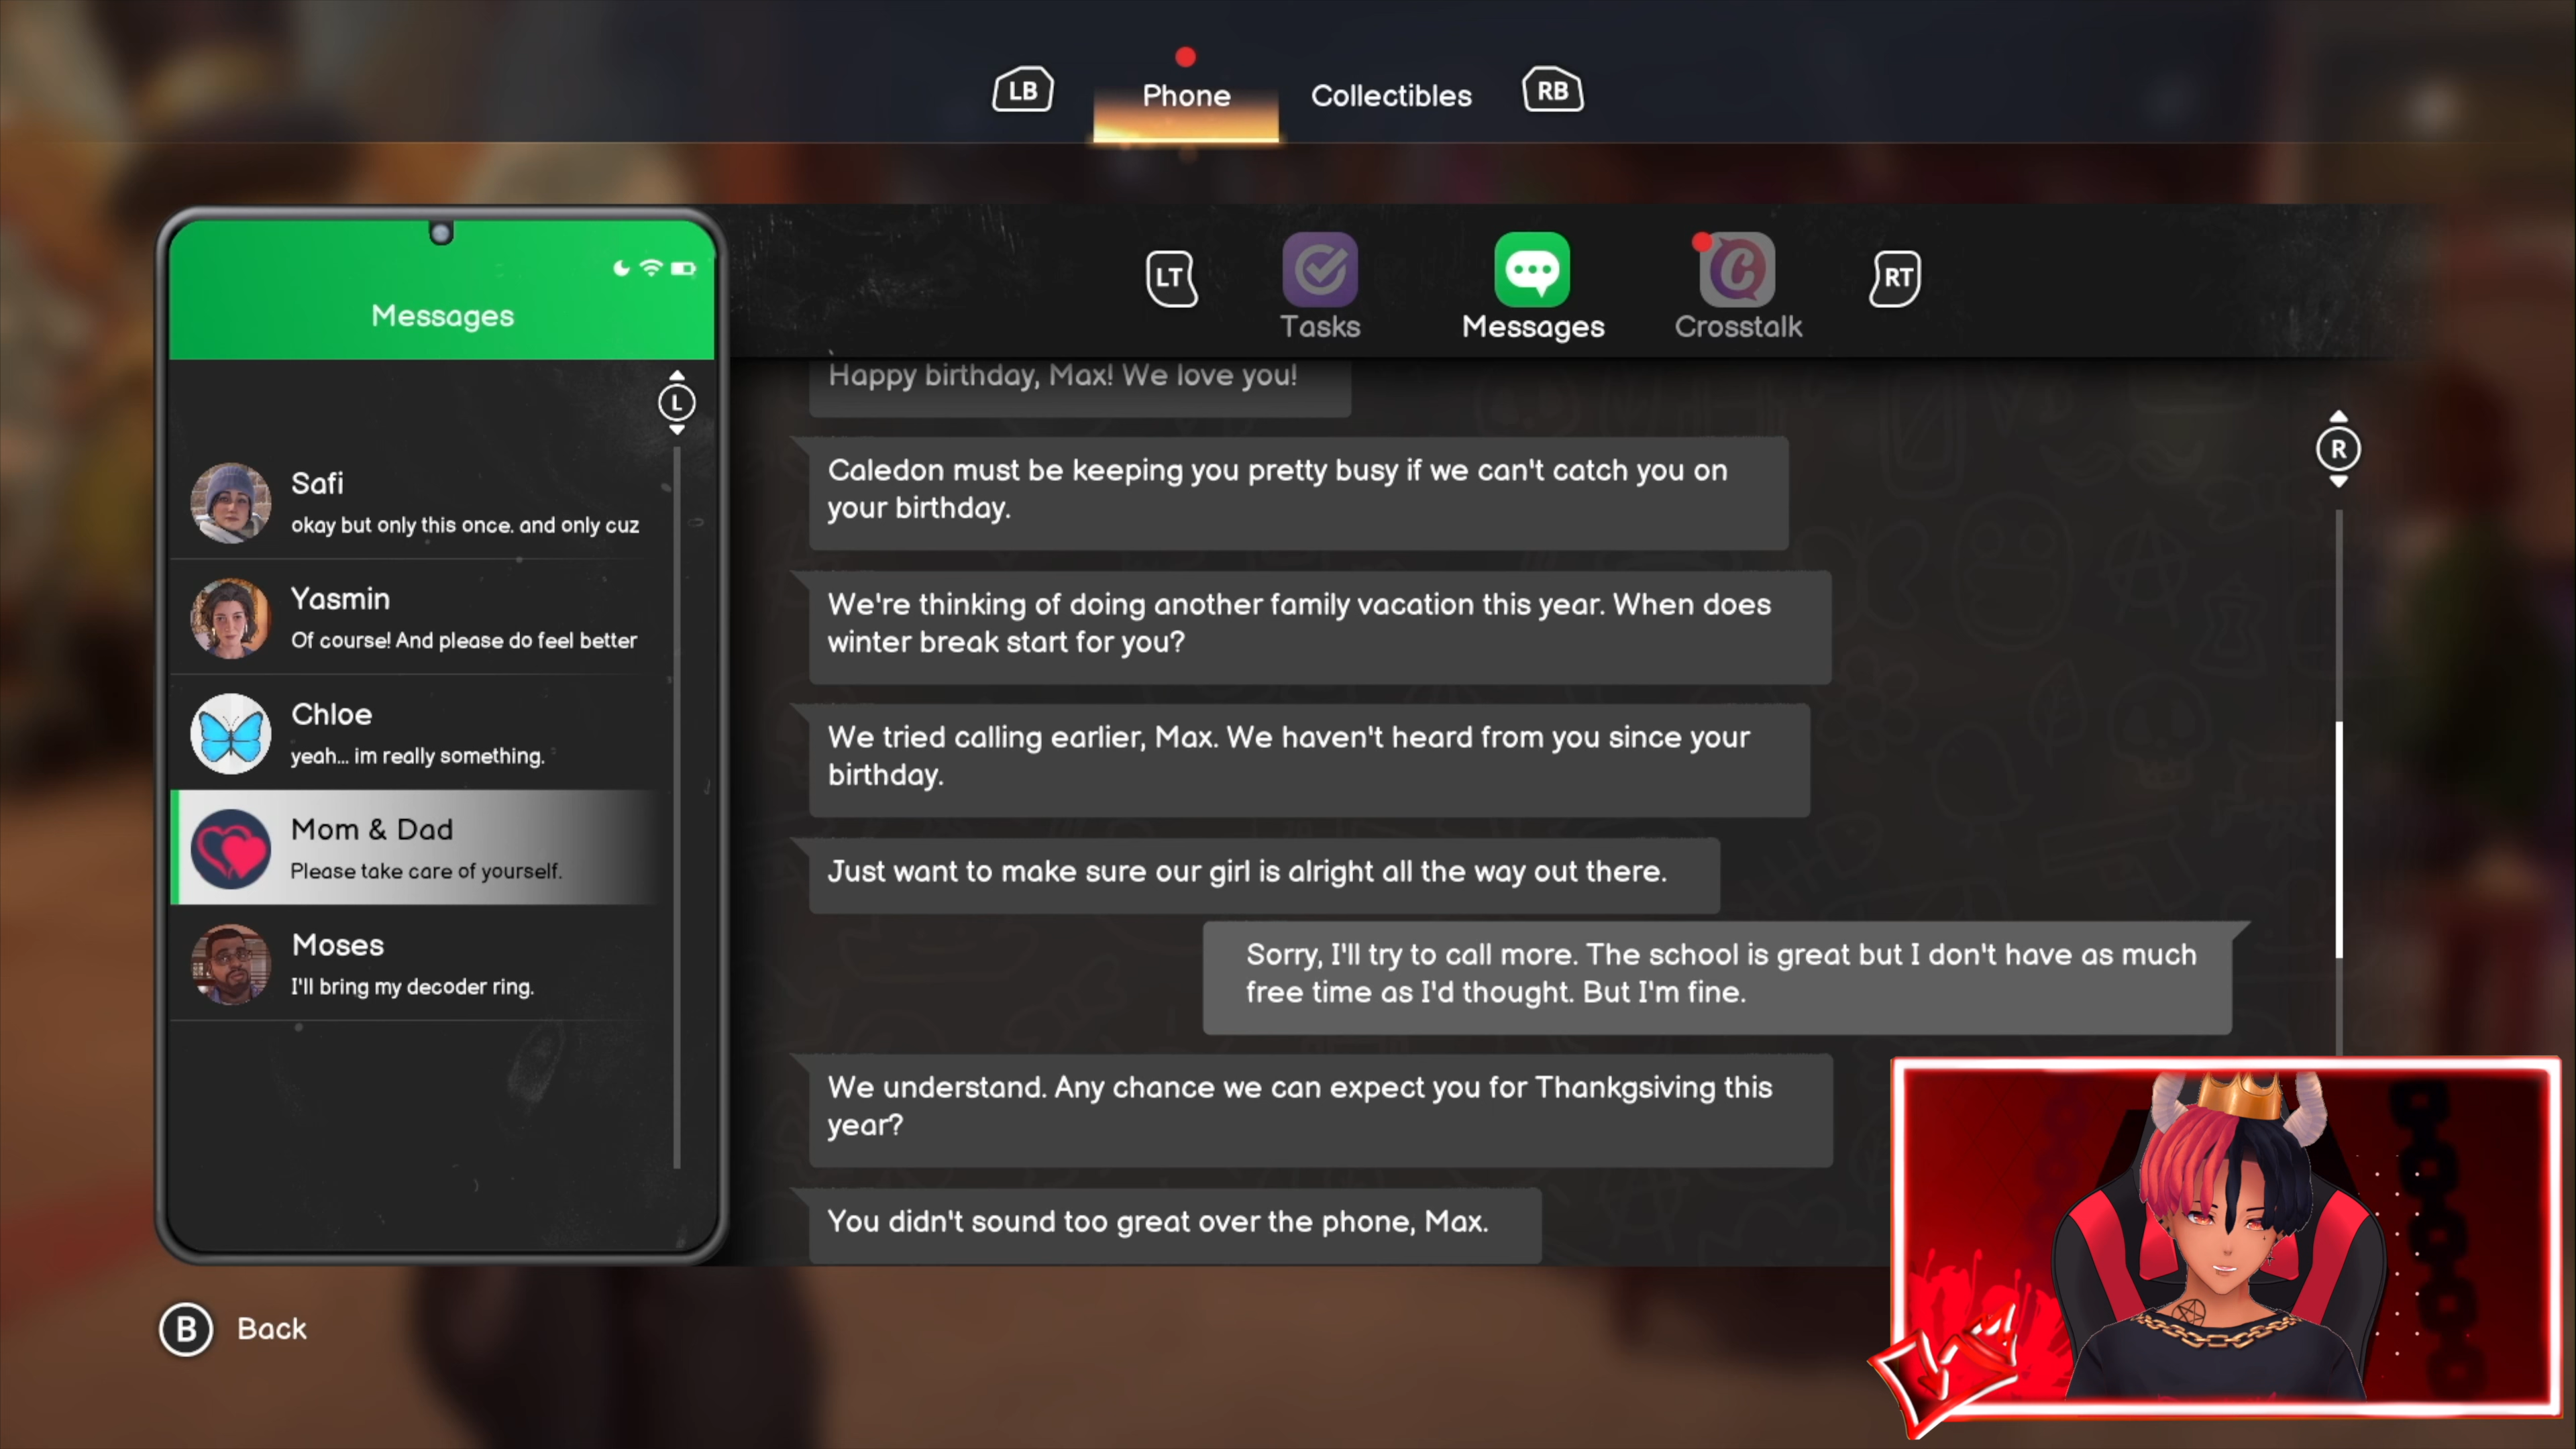 LB
Phone
Collectibles
RB
Messages
LT
Tasks
Messages
Crosstalk
RT
L
Safi
okay but only this once. and only cuz
Yasmin
Of course! And please do feel better
Chloe
yeah... im really something.
Mom & Dad
Please take care of yourself.
Moses
I'll bring my decoder ring.
Happy birthday, Max! We love you!
Caledon must be keeping you pretty busy if we can't catch you on
your birthday.
We're thinking of doing another family vacation this year. When does
winter break start for you?
We tried calling earlier, Max. We haven't heard from you since your
birthday.
Just want to make sure our girl is alright all the way out there.
Sorry, I'll try to call more. The school is great but I don't have as much
free time as I'd thought. But I'm fine.
We understand. Any chance we can expect you for Thankgsiving this
year?
You didn't sound too great over the phone, Max.
R
B Back